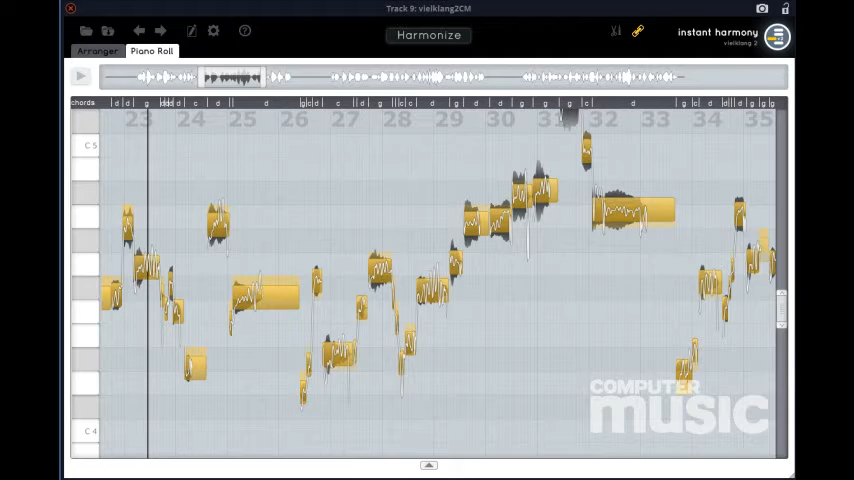 Track 9: vielklang2CM
Harmonize
instant harmony
vielklang 2
Arranger
Piano Roll
chords d d g d d d g c d d g c d c d g c d c c d g d d g c d g g g c d g c d g d g g g
23 24 25 26 27 28 29 30 31 32 33 34 35
C 5
COMPUTER
music
C 4